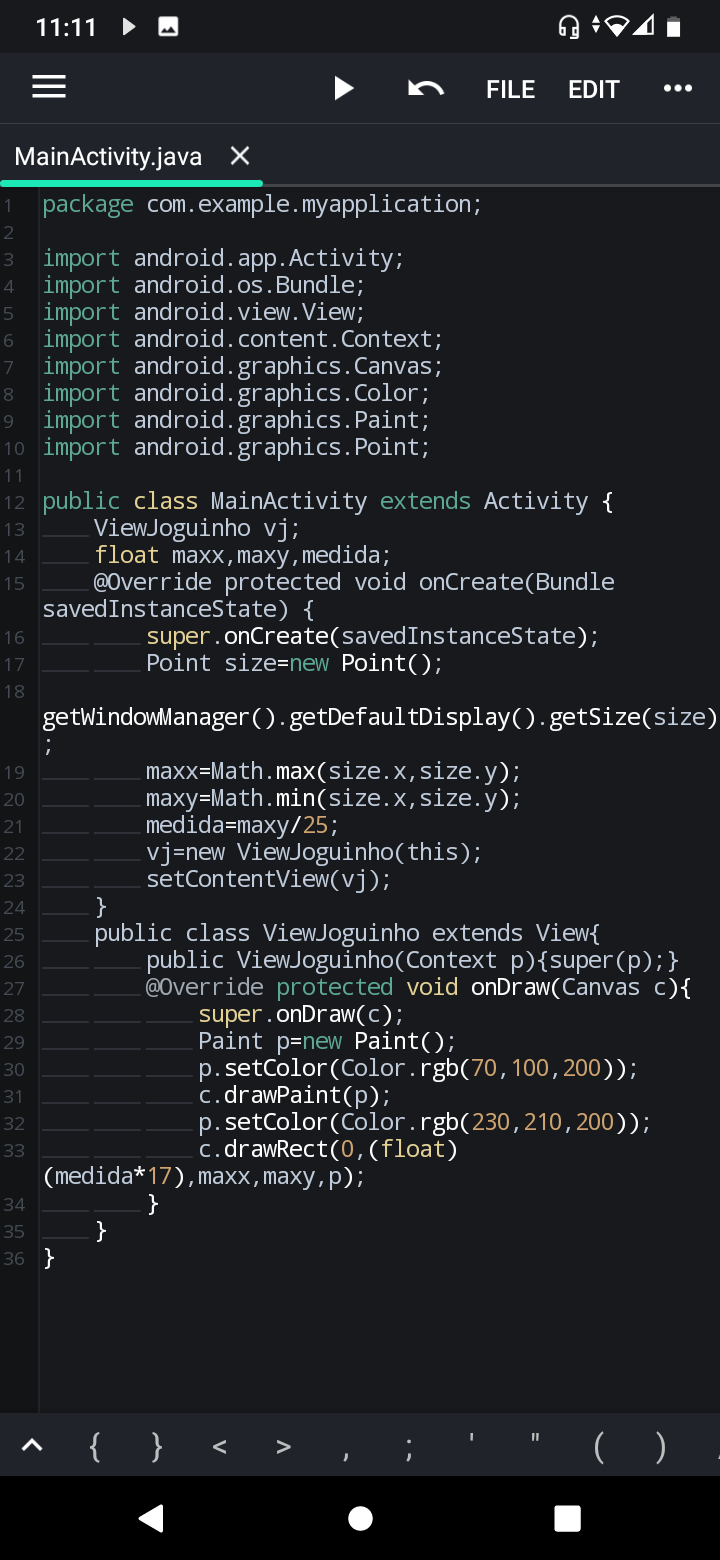 11:11
FILE EDIT
MainActivity.java
1 package com.example.myapplication;
2
3 import android.app.Activity;
4 import android.os.Bundle;
5 import android.view.View;
6 import android.content.Context;
7 import android.graphics.Canvas;
8 import android.graphics.Color;
9 import android.graphics.Paint;
10 import android.graphics.Point;
11
12 public class MainActivity extends Activity {
13 ViewJoguinho vj;
14 float maxx,maxy,medida;
15 @Override protected void onCreate(Bundle
savedInstanceState) {
16 super.onCreate(savedInstanceState);
17 Point size=new Point();
18
getWindowManager().getDefaultDisplay().getSize(size)
;
19 maxx=Math.max(size.x,size.y);
20 maxy=Math.min(size.x,size.y);
21 medida=maxy/25;
22 vj=new ViewJoguinho(this);
23 setContentView(vj);
24 }
25 public class ViewJoguinho extends View{
26 public ViewJoguinho(Context p){super(p);}
27 @Override protected void onDraw(Canvas c){
28 super.onDraw(c);
29 Paint p=new Paint();
30 p.setColor(Color.rgb(70,100,200));
31 c.drawPaint(p);
32 p.setColor(Color.rgb(230,210,200));
33 c.drawRect(0,(float)
(medida*17),maxx,maxy,p);
34 }
35 }
36 }
{ } < > , ; ' " ( )